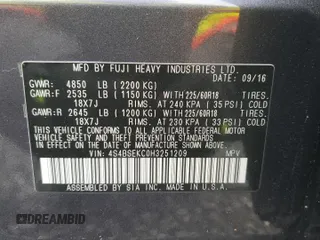 MFD BY FUJI HEAVY INDUSTRIES LTD.
GVWR: 4850 LB (2200 KG) 09/16
GAWR:F 2535 LB (1150 KG) WITH 225/60R18 TIRES,
18X7J RIMS, AT 240 KPA (35 PSI) COLD
GAWR:R 2645 LB (1200 KG) WITH 225/60R18 TIRES,
18X7J RIMS, AT 230 KPA (33 PSI) COLD
THIS VEHICLE CONFORMS TO ALL APPLICABLE
FEDERAL MOTOR VEHICLE SAFETY, BUMPER,
AND THEFT PREVENTION STANDARDS IN EFFECT
ON THE DATE OF MANUFACTURE SHOWN ABOVE.
VIN: 4S4BSEKC0H3251209 MPV
ASSEMBLED BY SIA IN U.S.A.
DEAMBID